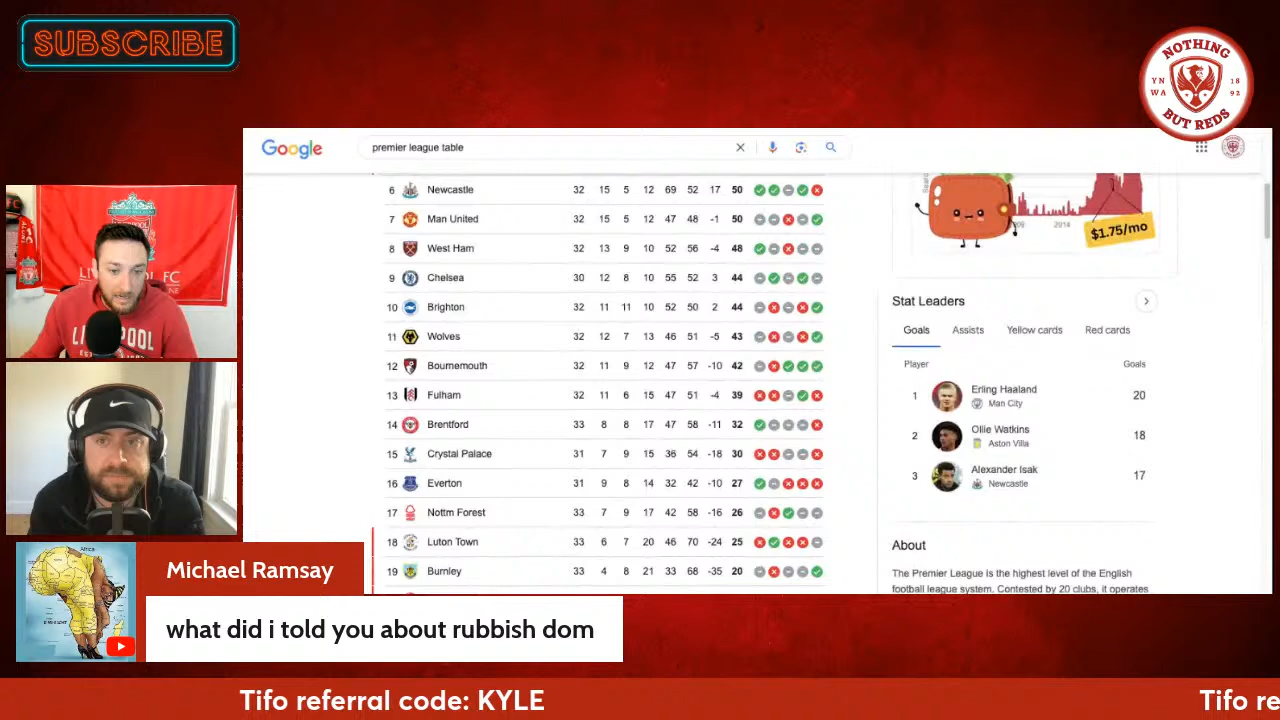 SUBSCRIBE
NOTHING
YN 18
WA 92
BUT REDS
Google
premier league table
6 Newcastle 32 15 5 12 69 52 17 50
7 Man United 32 15 5 12 47 48 -1 50
8 West Ham 32 13 9 10 52 56 -4 48
9 Chelsea 30 12 8 10 55 52 3 44
10 Brighton 32 11 11 10 52 50 2 44
11 Wolves 32 12 7 13 46 51 -5 43
12 Bournemouth 32 11 9 12 47 57 -10 42
13 Fulham 32 11 6 15 47 51 -4 39
14 Brentford 33 8 8 17 47 58 -11 32
15 Crystal Palace 31 7 9 15 36 54 -18 30
16 Everton 31 9 8 14 32 42 -10 27
17 Nottm Forest 33 7 9 17 42 58 -16 26
18 Luton Town 33 6 7 20 46 70 -24 25
19 Burnley 33 4 8 21 33 68 -35 20
2014
$1.75/mo
Stat Leaders
Goals Assists Yellow cards Red cards
Player Goals
1 Erling Haaland 20
Man City
2 Ollie Watkins 18
Aston Villa
3 Alexander Isak 17
Newcastle
About
The Premier League is the highest level of the English
football league system. Contested by 20 clubs, it operates
LIVERPOOL FC
L1VERPOOL
Africa
Michael Ramsay
what did i told you about rubbish dom
Tifo referral code: KYLE
Tifo re